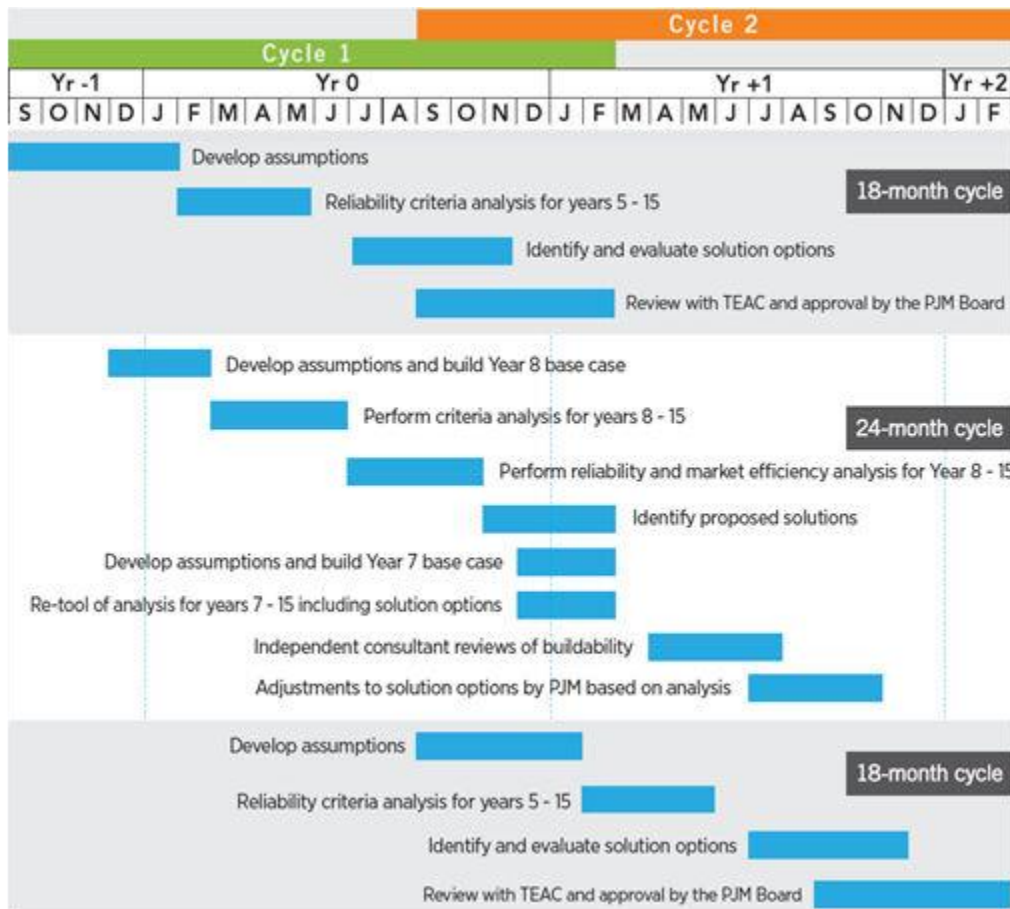 Cycle 2
Cycle 1
Yr -1 Yr 0 Yr +1 Yr +2
S O N D J F M A M J J A S O N D J F M A M J J A S O N D J F
Develop assumptions
18-month cycle
Reliability criteria analysis for years 5 - 15
Identify and evaluate solution options
Review with TEAC and approval by the PJM Board
Develop assumptions and build Year 8 base case
Perform criteria analysis for years 8 - 15
24-month cycle
Perform reliability and market efficiency analysis for Year 8 - 15
Identify proposed solutions
Develop assumptions and build Year 7 base case
Re-tool of analysis for years 7 - 15 including solution options
Independent consultant reviews of buildability
Adjustments to solution options by PJM based on analysis
Develop assumptions
18-month cycle
Reliability criteria analysis for years 5 - 15
Identify and evaluate solution options
Review with TEAC and approval by the PJM Board